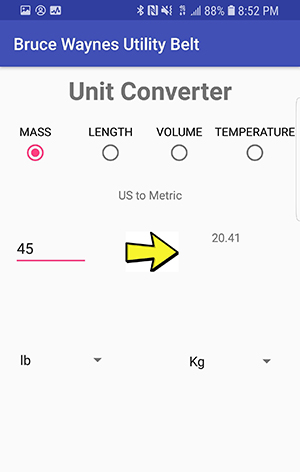 88% 8:52 PM
Bruce Waynes Utility Belt
Unit Converter
MASS LENGTH VOLUME TEMPERATURE
US to Metric
45 20.41
lb Kg